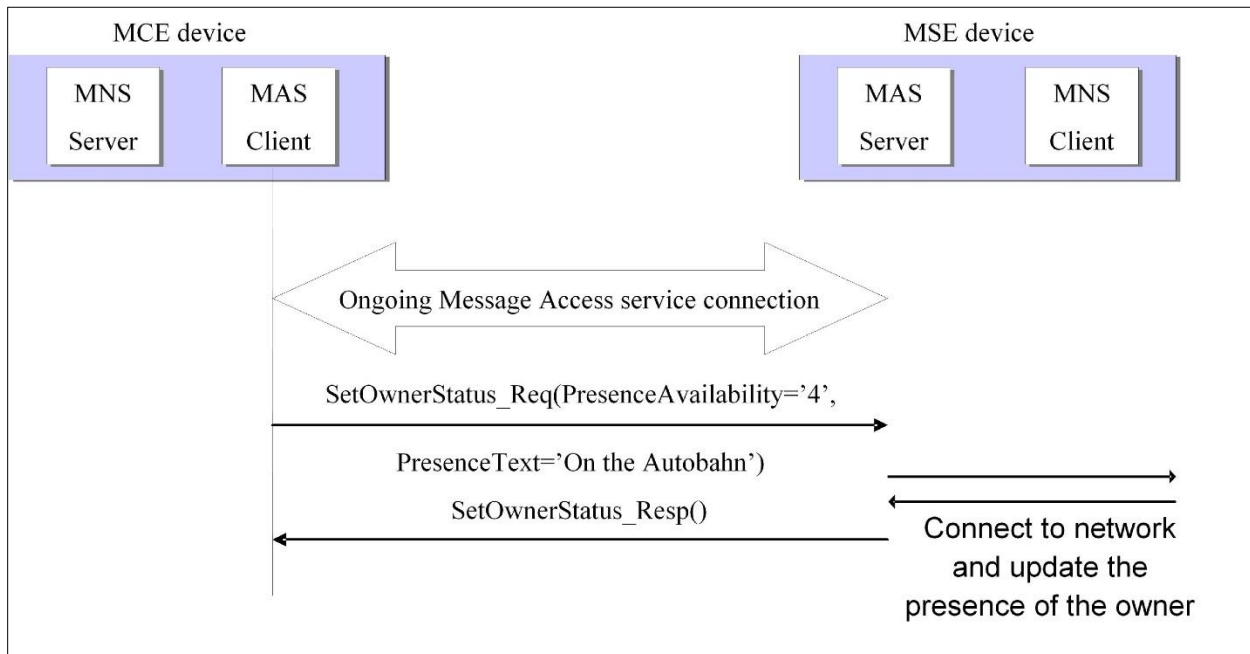 MCE device
MSE device
MNS
Server
MAS
Client
MAS
Server
MNS
Client
Ongoing Message Access service connection
SetOwnerStatus_Req(PresenceAvailability=’4’,
PresenceText=’On the Autobahn’)
SetOwnerStatus_Resp()
Connect to network
and update the
presence of the owner